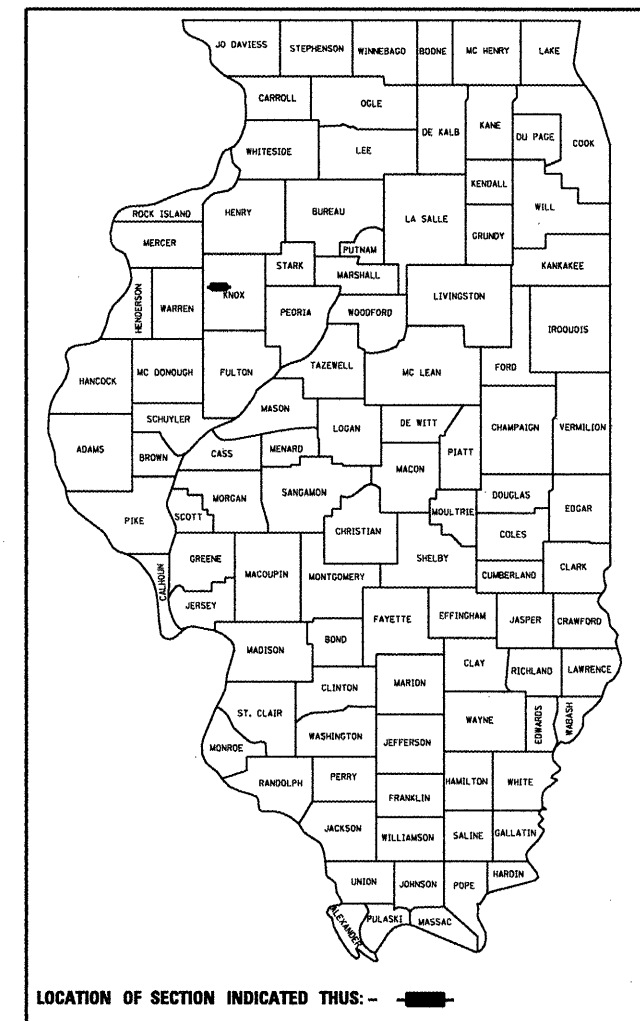 JO DAVIESS STEPHENSON WINNEBAGO BOONE MC HENRY LAKE
CARROLL OGLE DE KALB KANE DU PAGE COOK
WHITESIDE LEE
KENDALL WILL
ROCK ISLAND HENRY BUREAU LA SALLE GRUNDY
MERCER PUTNAM
STARK MARSHALL KANKAKEE
HENDERSON WARREN KNOX PEORIA WOODFORD LIVINGSTON IROQUOIS
HANCOCK MC DONOUGH FULTON TAZEWELL MC LEAN FORD
MASON
SCHUYLER LOGAN DE WITT CHAMPAIGN VERMILION
ADAMS BROWN CASS MENARD MACON PIATT
MORGAN SANGAMON DOUGLAS EDGAR
PIKE SCOTT MOULTRIE
CHRISTIAN COLES
GREENE MACOUPIN MONTGOMERY SHELBY CUMBERLAND CLARK
CALHOUN JERSEY
FAYETTE EFFINGHAM JASPER CRAWFORD
MADISON BOND
CLAY RICHLAND LAWRENCE
CLINTON MARION
ST. CLAIR WAYNE EDWARDS WABASH
MONROE WASHINGTON JEFFERSON
RANDOLPH PERRY HAMILTON WHITE
FRANKLIN
JACKSON WILLIAMSON SALINE GALLATIN
UNION JOHNSON POPE HARDIN
ALEXANDER PULASKI MASSAC
LOCATION OF SECTION INDICATED THUS: -